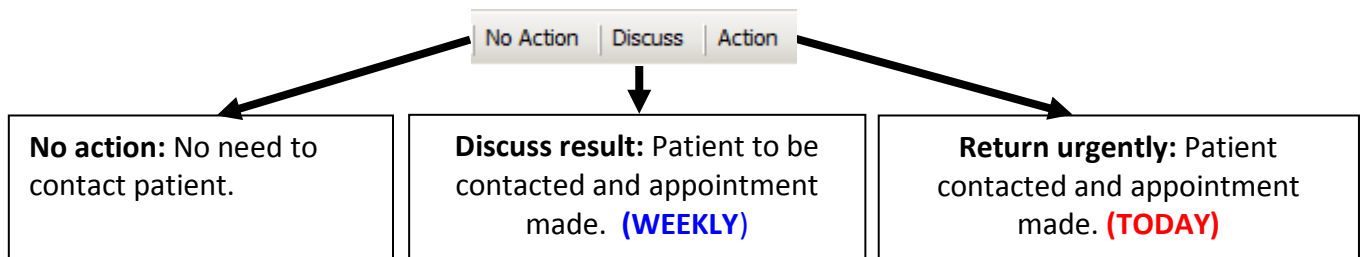 No Action Discuss Action
No action: No need to
contact patient.
Discuss result: Patient to be
contacted and appointment
made. (WEEKLY)
Return urgently: Patient
contacted and appointment
made. (TODAY)